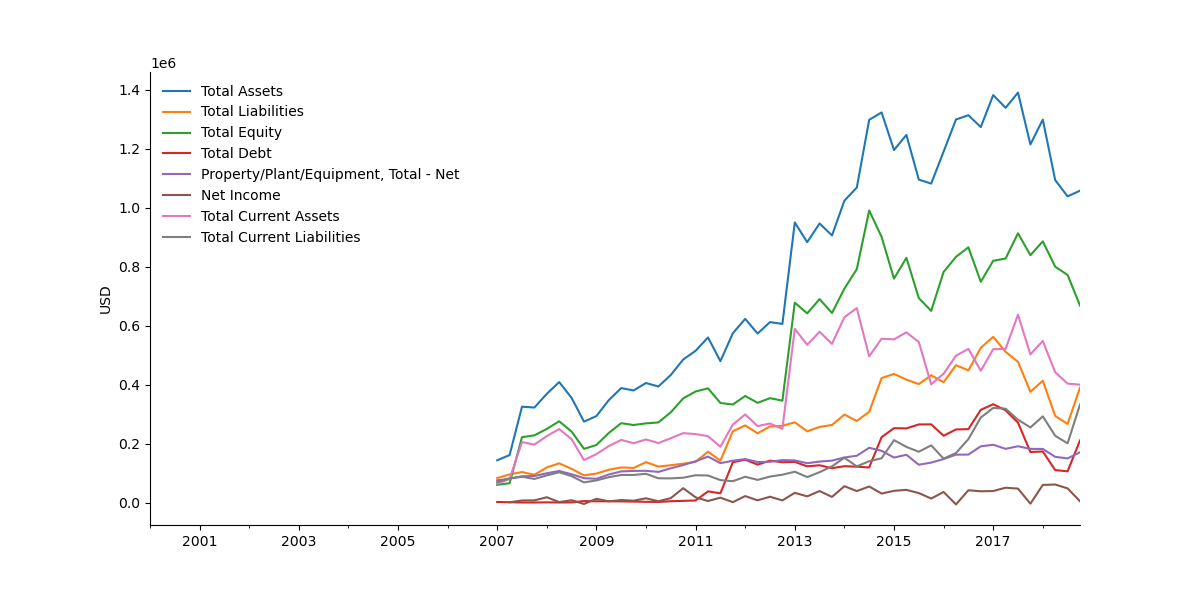 1e6
1.4
1.2
1.0
0.8
0.6
0.4
0.2
0.0
USD
Total Assets
Total Liabilities
Total Equity
Total Debt
Property/Plant/Equipment, Total - Net
Net Income
Total Current Assets
Total Current Liabilities
2001 2003 2005 2007 2009 2011 2013 2015 2017